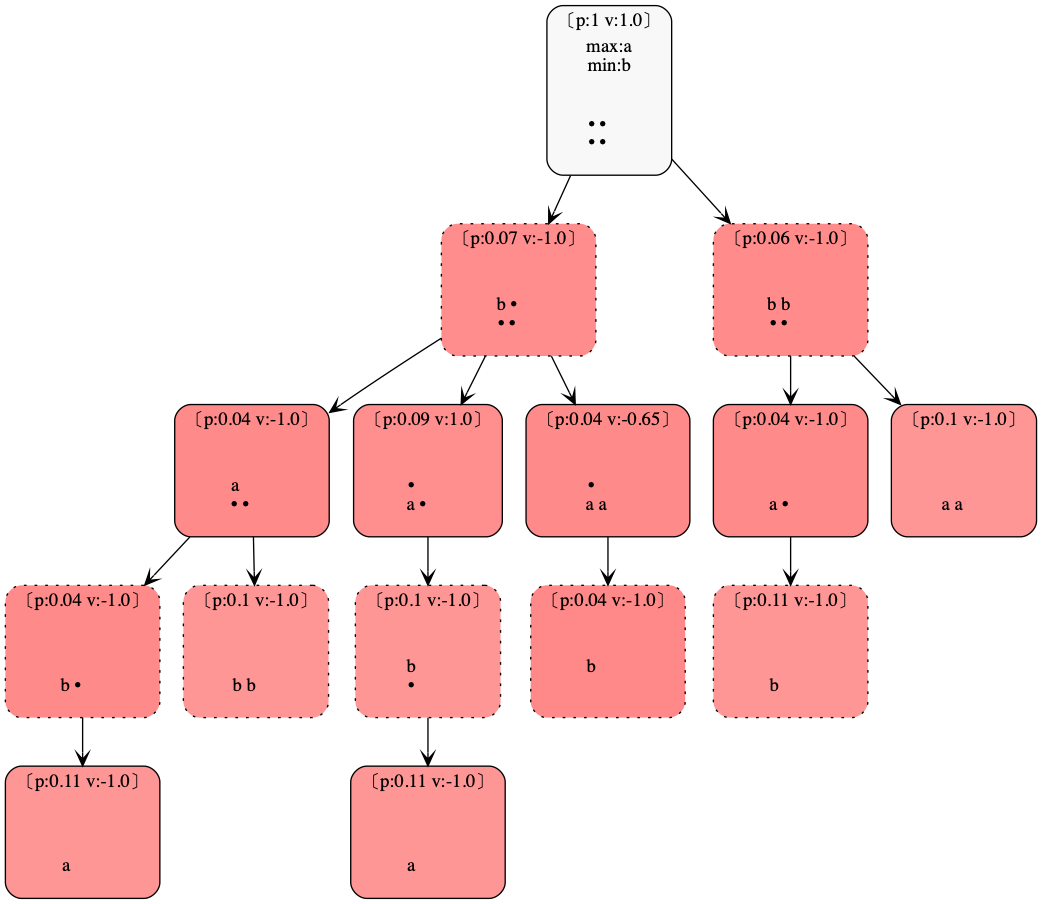 〔p:1 v:1.0〕
max:a
min:b
••
••
〔p:0.07 v:-1.0〕
b •
••
〔p:0.06 v:-1.0〕
b b
••
〔p:0.04 v:-1.0〕
a
••
〔p:0.09 v:1.0〕
•
a •
〔p:0.04 v:-0.65〕
•
a a
〔p:0.04 v:-1.0〕
a •
〔p:0.1 v:-1.0〕
a a
〔p:0.04 v:-1.0〕
b •
〔p:0.1 v:-1.0〕
b b
〔p:0.1 v:-1.0〕
b
•
〔p:0.04 v:-1.0〕
b
〔p:0.11 v:-1.0〕
b
〔p:0.11 v:-1.0〕
a
〔p:0.11 v:-1.0〕
a